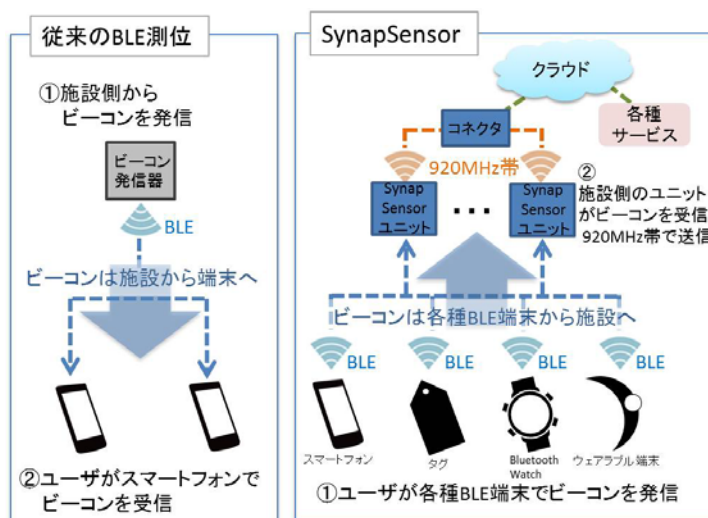 従来のBLE測位
①施設側から
ビーコンを発信
ビーコン
発信器
BLE
ビーコンは施設から端末へ
②ユーザがスマートフォンで
ビーコンを受信
SynapSensor
クラウド
コネクタ
各種
サービス
920MHz帯
②
施設側のユニット
がビーコンを受信
920MHz帯で送信
Synap
Sensor
ユニット
...
Synap
Sensor
ユニット
ビーコンは各種BLE端末から施設へ
BLE
BLE
BLE
BLE
スマートフォン
タグ
Bluetooth
Watch
ウェアラブル端末
①ユーザが各種BLE端末でビーコンを発信